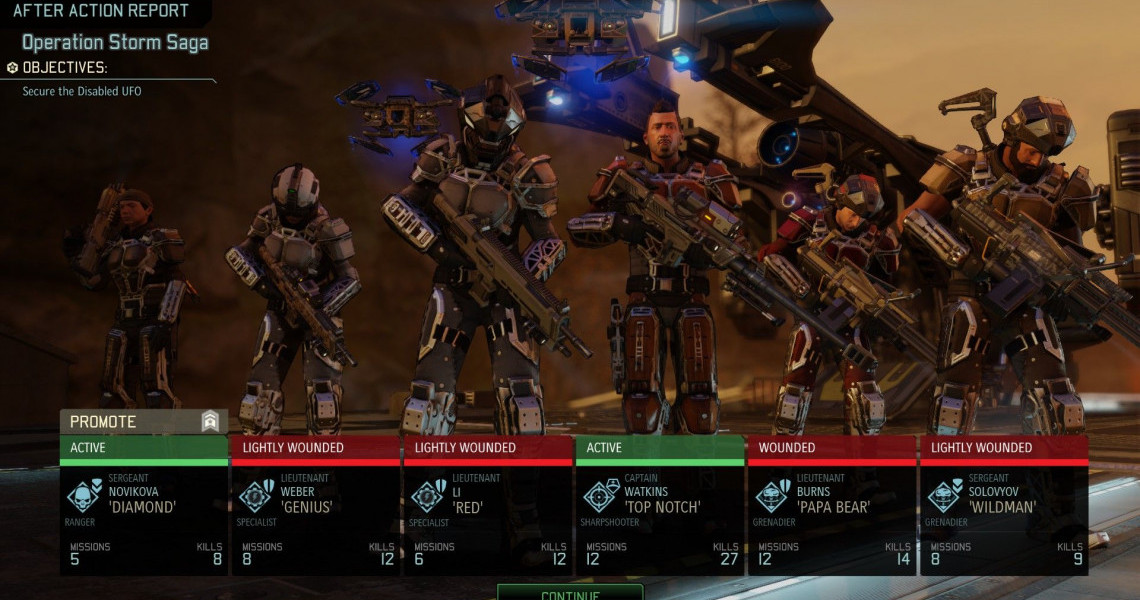 AFTER ACTION REPORT
Operation Storm Saga
OBJECTIVES:
Secure the Disabled UFO
PROMOTE
ACTIVE
SERGEANT
NOVIKOVA
'DIAMOND'
RANGER
MISSIONS
5
KILLS
8
LIGHTLY WOUNDED
LIEUTENANT
WEBER
'GENIUS'
SPECIALIST
MISSIONS
8
KILLS
12
LIGHTLY WOUNDED
LIEUTENANT
LI
'RED'
SPECIALIST
MISSIONS
6
KILLS
12
ACTIVE
CAPTAIN
WATKINS
'TOP NOTCH'
SHARPSHOOTER
MISSIONS
12
KILLS
27
WOUNDED
LIEUTENANT
BURNS
'PAPA BEAR'
GRENADIER
MISSIONS
12
KILLS
14
LIGHTLY WOUNDED
SERGEANT
SOLOVYOV
'WILDMAN'
GRENADIER
MISSIONS
8
KILLS
9
CONTINUE